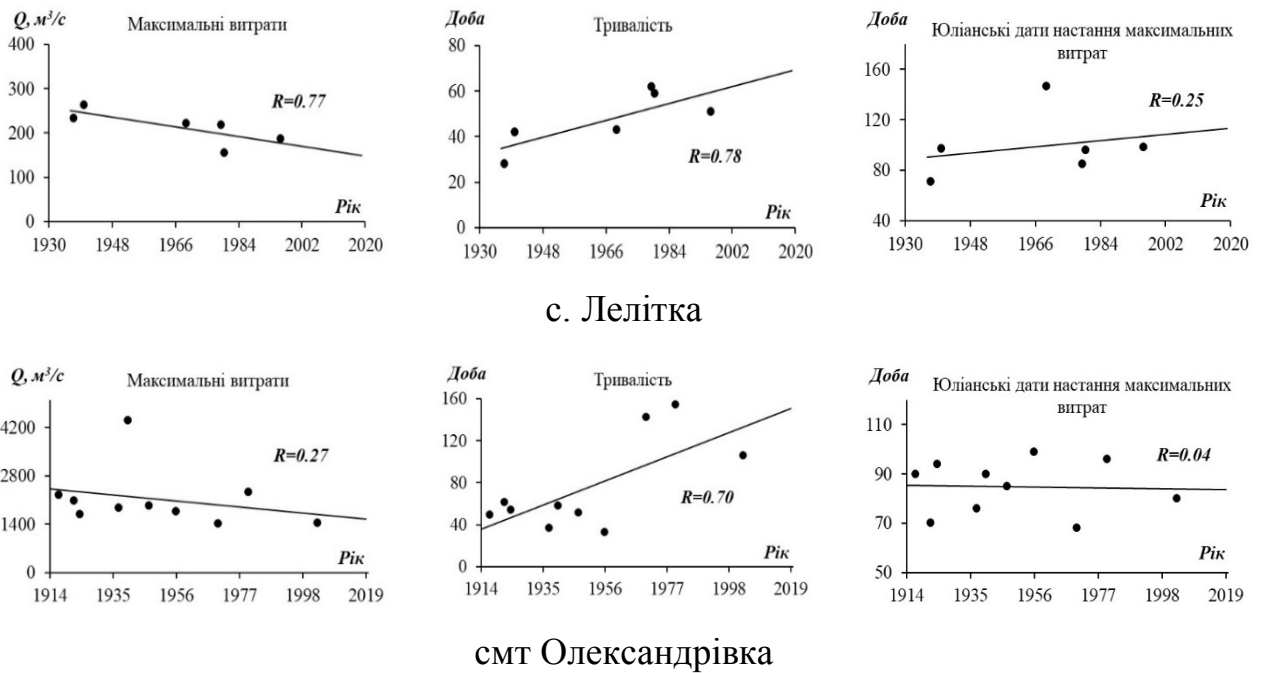 Q, м³/с
Максимальні витрати
400
300
200
100
0
R=0.77
Рік
1930 1948 1966 1984 2002 2020
Доба
Тривалість
80
60
40
20
0
R=0.78
Рік
1930 1948 1966 1984 2002 2020
Доба
Юліанські дати настання максимальних
витрат
160
120
80
40
R=0.25
Рік
1930 1948 1966 1984 2002 2020
с. Лелітка
Q, м³/с
Максимальні витрати
4200
2800
1400
0
R=0.27
Рік
1914 1935 1956 1977 1998 2019
Доба
Тривалість
160
120
80
40
0
R=0.70
Рік
1914 1935 1956 1977 1998 2019
Доба
Юліанські дати настання максимальних
витрат
110
90
70
50
R=0.04
Рік
1914 1935 1956 1977 1998 2019
смт Олександрівка